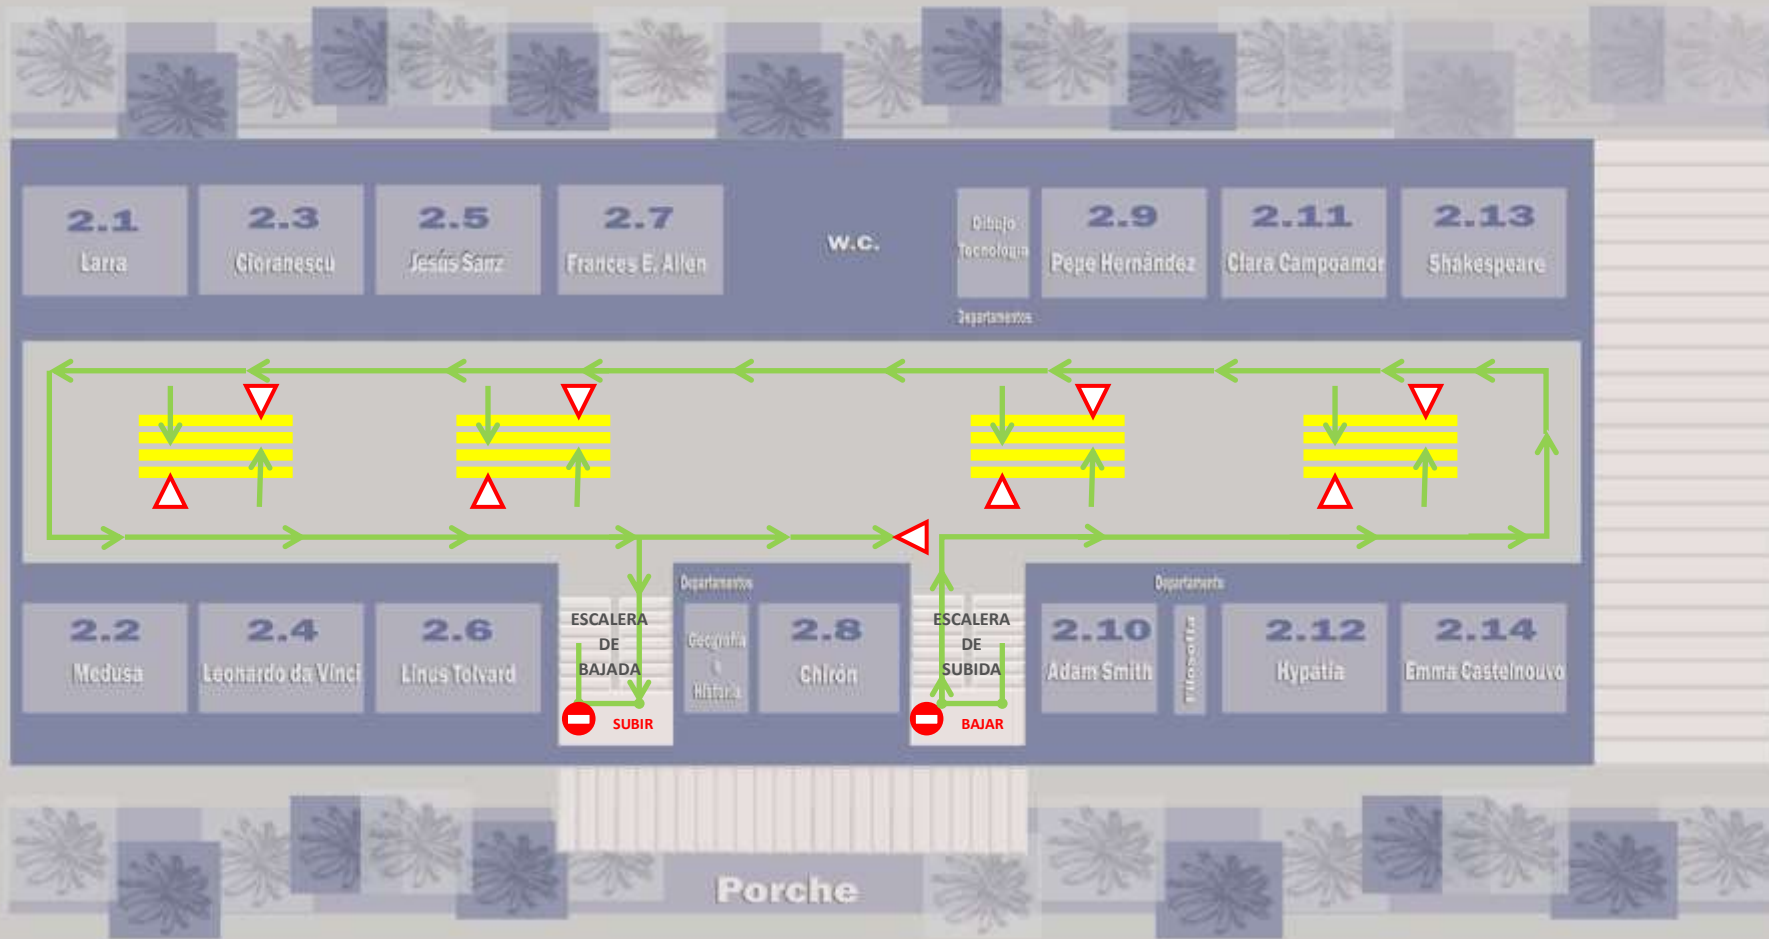 2.1
Larra
2.3
Cioranescu
2.5
Jesús Sanz
2.7
Frances E. Allen
W.C.
Dibujo
Tecnología
Departamentos
2.9
Pepe Hernández
2.11
Clara Campoamor
2.13
Shakespeare
2.2
Medusa
2.4
Leonardo da Vinci
2.6
Linus Tolvard
ESCALERA
DE
BAJADA
SUBIR
Departamentos
Geografía
e
Historia
2.8
Chirón
ESCALERA
DE
SUBIDA
BAJAR
2.10
Adam Smith
Departamento
Filosofía
2.12
Hypatia
2.14
Emma Castelnouvo
Porche